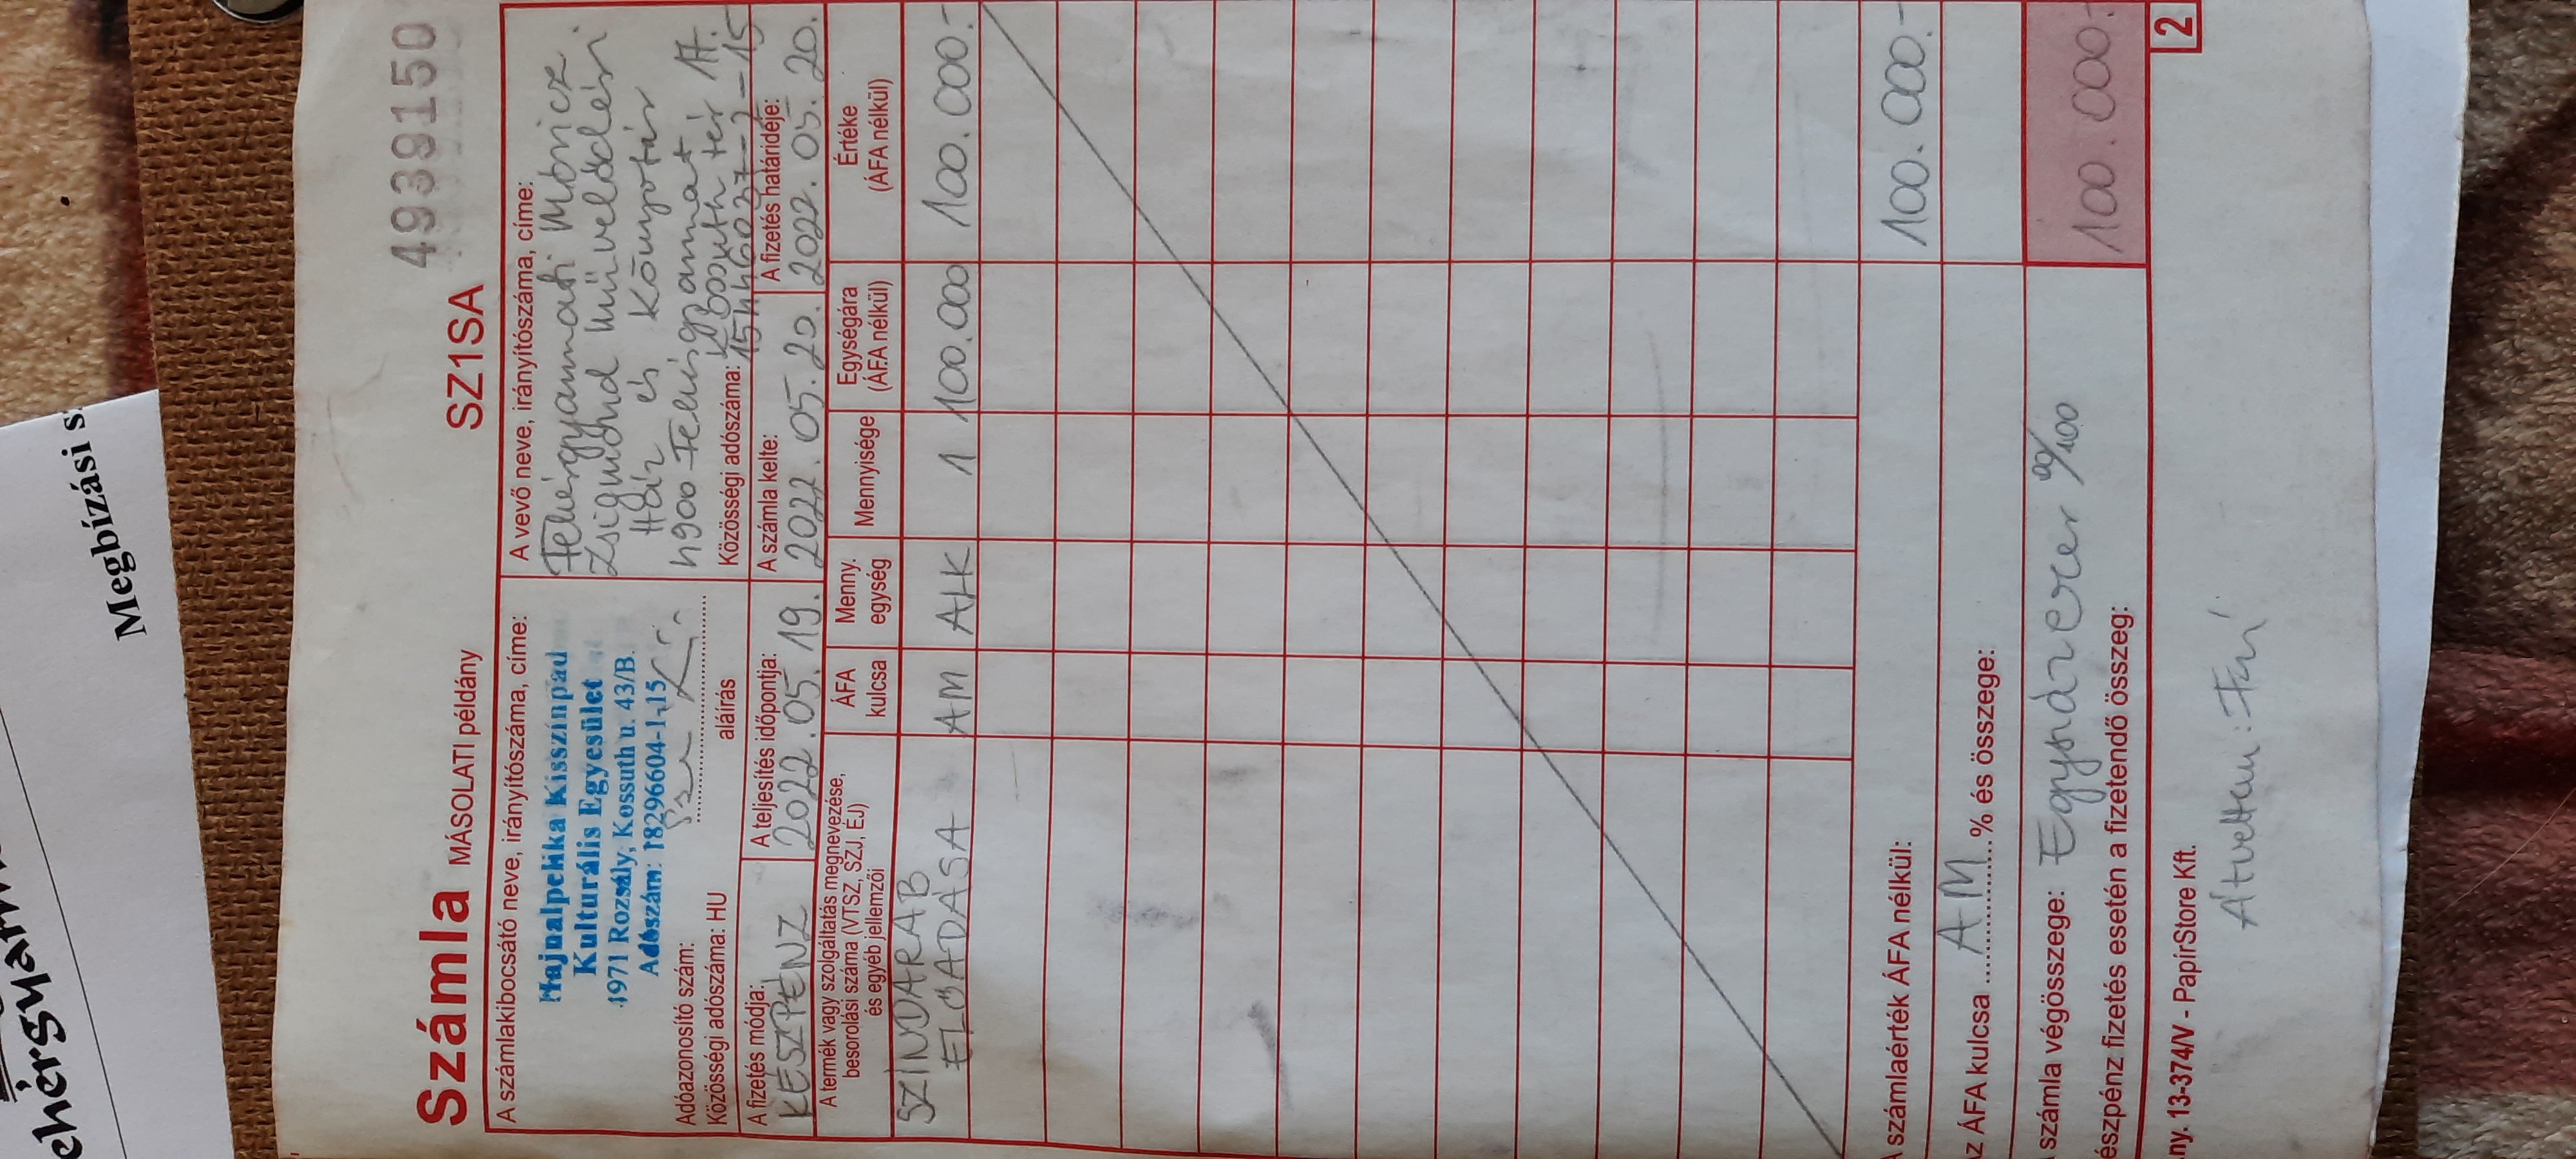 ehérgyarm
Megbízási s
4939150
Számla MÁSOLATI példány SZ1SA
A számlakibocsátó neve, irányítószáma, címe:
Hajnalpelika Kisszínpad
Kulturális Egyesület
4971 Rozsály, Kossuth u. 43/B.
Adószám: 18296604-1-15
Adóazonosító szám:
Közösségi adószáma: HU
aláírás
A vevő neve, irányítószáma, címe:
Fehérgyarmati Móricz
Zsigmond Művelődési
Ház és Könyvtár
4900 Fehérgyarmat,
Kossuth tér 17.
Közösségi adószáma: 15446037-2-15
A fizetés módja:
KÉSZPÉNZ
A teljesítés időpontja:
2022.05.19.
A számla kelte:
2022.05.20.
A fizetés határideje:
2022.05.20.
A termék vagy szolgáltatás megnevezése,
besorolási száma (VTSZ, SZJ, ÉJ)
és egyéb jellemzői
ÁFA
kulcsa
Menny.
egység
Mennyisége
Egységára
(ÁFA nélkül)
Értéke
(ÁFA nélkül)
SZÍNDARAB
ELŐADÁSA AM ALK 1 100.000 100.000.-
A számlaérték ÁFA nélkül: 100.000.-
az ÁFA kulcsa AM % és összege:
A számla végösszege: Egyszázezer 00/100
észpénz fizetés esetén a fizetendő összeg: 100.000.-
.ny. 13-374/V - PapírStore Kft.
2
Átvettem: